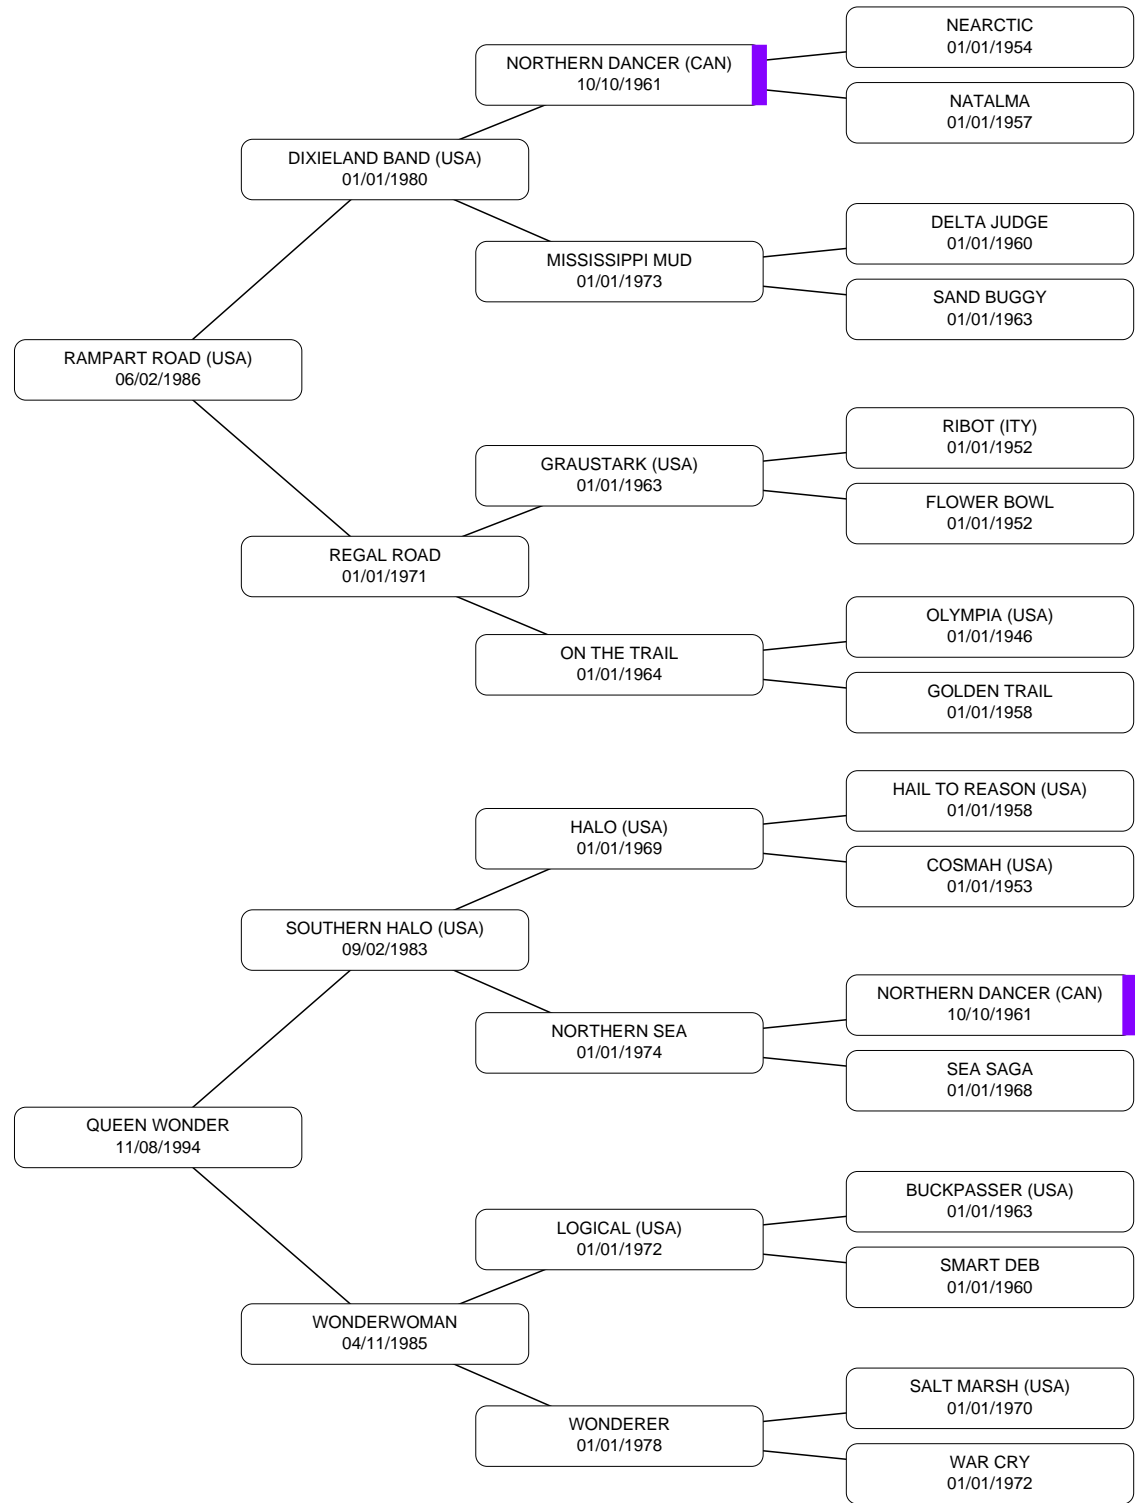 NEARCTIC
01/01/1954
NORTHERN DANCER (CAN)
10/10/1961
NATALMA
01/01/1957
DIXIELAND BAND (USA)
01/01/1980
DELTA JUDGE
01/01/1960
MISSISSIPPI MUD
01/01/1973
SAND BUGGY
01/01/1963
RAMPART ROAD (USA)
06/02/1986
RIBOT (ITY)
01/01/1952
GRAUSTARK (USA)
01/01/1963
FLOWER BOWL
01/01/1952
REGAL ROAD
01/01/1971
OLYMPIA (USA)
01/01/1946
ON THE TRAIL
01/01/1964
GOLDEN TRAIL
01/01/1958
HAIL TO REASON (USA)
01/01/1958
HALO (USA)
01/01/1969
COSMAH (USA)
01/01/1953
SOUTHERN HALO (USA)
09/02/1983
NORTHERN DANCER (CAN)
10/10/1961
NORTHERN SEA
01/01/1974
SEA SAGA
01/01/1968
QUEEN WONDER
11/08/1994
BUCKPASSER (USA)
01/01/1963
LOGICAL (USA)
01/01/1972
SMART DEB
01/01/1960
WONDERWOMAN
04/11/1985
SALT MARSH (USA)
01/01/1970
WONDERER
01/01/1978
WAR CRY
01/01/1972